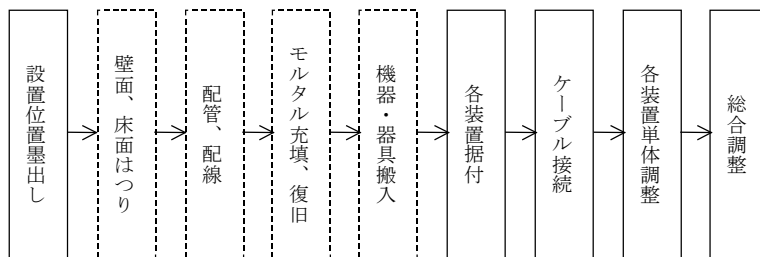 設置位置墨出し
壁面、床面はつり
配管、配線
モルタル充填、復旧
機器・器具搬入
各装置据付
ケーブル接続
各装置単体調整
総合調整